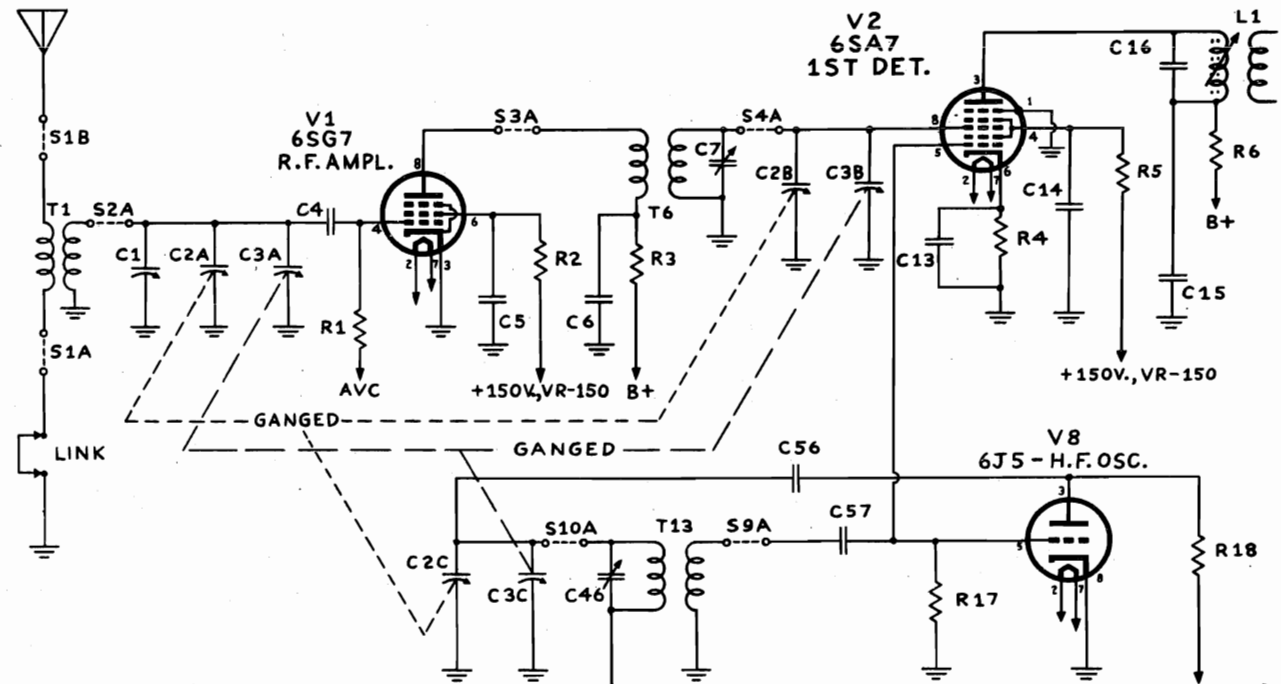 V2
6SA7
1ST DET.
L1
C16
V1
6SG7
R.F. AMPL.
S3A
S4A
S1B
C7
C2B
C3B
R5
R6
B+
T1
S2A
C4
T6
C14
C1
C2A
C3A
R2
R3
C13
R4
C15
S1A
R1
C5
C6
AVC
+150V., VR-150
B+
+150V., VR-150
GANGED
GANGED
LINK
V8
6J5 - H.F. OSC.
C56
C57
S10A
T13
S9A
R18
C2C
C3C
C46
R17
8
4
6
2
7
3
3
1
8
4
5
6
2
7
3
5
2
7
8